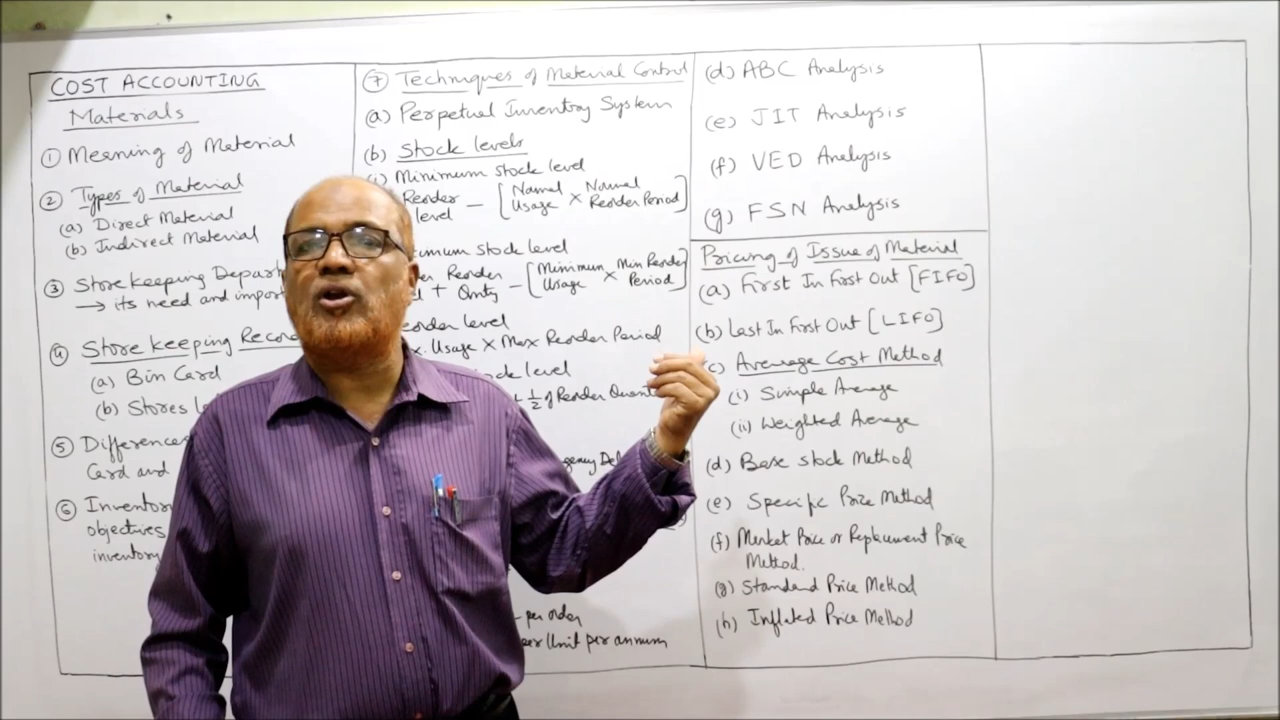 COST ACCOUNTING
Materials
① Meaning of Material
② Types of Material
(a) Direct Material
(b) Indirect Material
③ Store keeping
→ its need and
④ Store keeping
(a) Bin Card
(b) Stores
⑤ Differences
Card and
⑥
objectives
inventory
⑦ Techniques of Material Control
(a) Perpetual Inventory System
(b) Stock levels
(i) Minimum stock level
Reorder level - [Normal Usage × Normal Reorder Period]
stock level
Reorder + Qnty - [Minimum Usage × Min Reorder Period]
level
Usage × Max Reorder Period
level
½ of Reorder
per order
Unit per annum
(d) ABC Analysis
(e) JIT Analysis
(f) VED Analysis
(g) FSN Analysis
Pricing of Issue of Material
(a) First In First Out [FIFO]
(b) Last In First Out [LIFO]
(c) Average Cost Method
(i) Simple Average
(ii) Weighted Average
(d) Base stock Method
(e) Specific Price Method
(f) Market Price or Replacement Price
Method.
(g) Standard Price Method
(h) Inflated Price Method